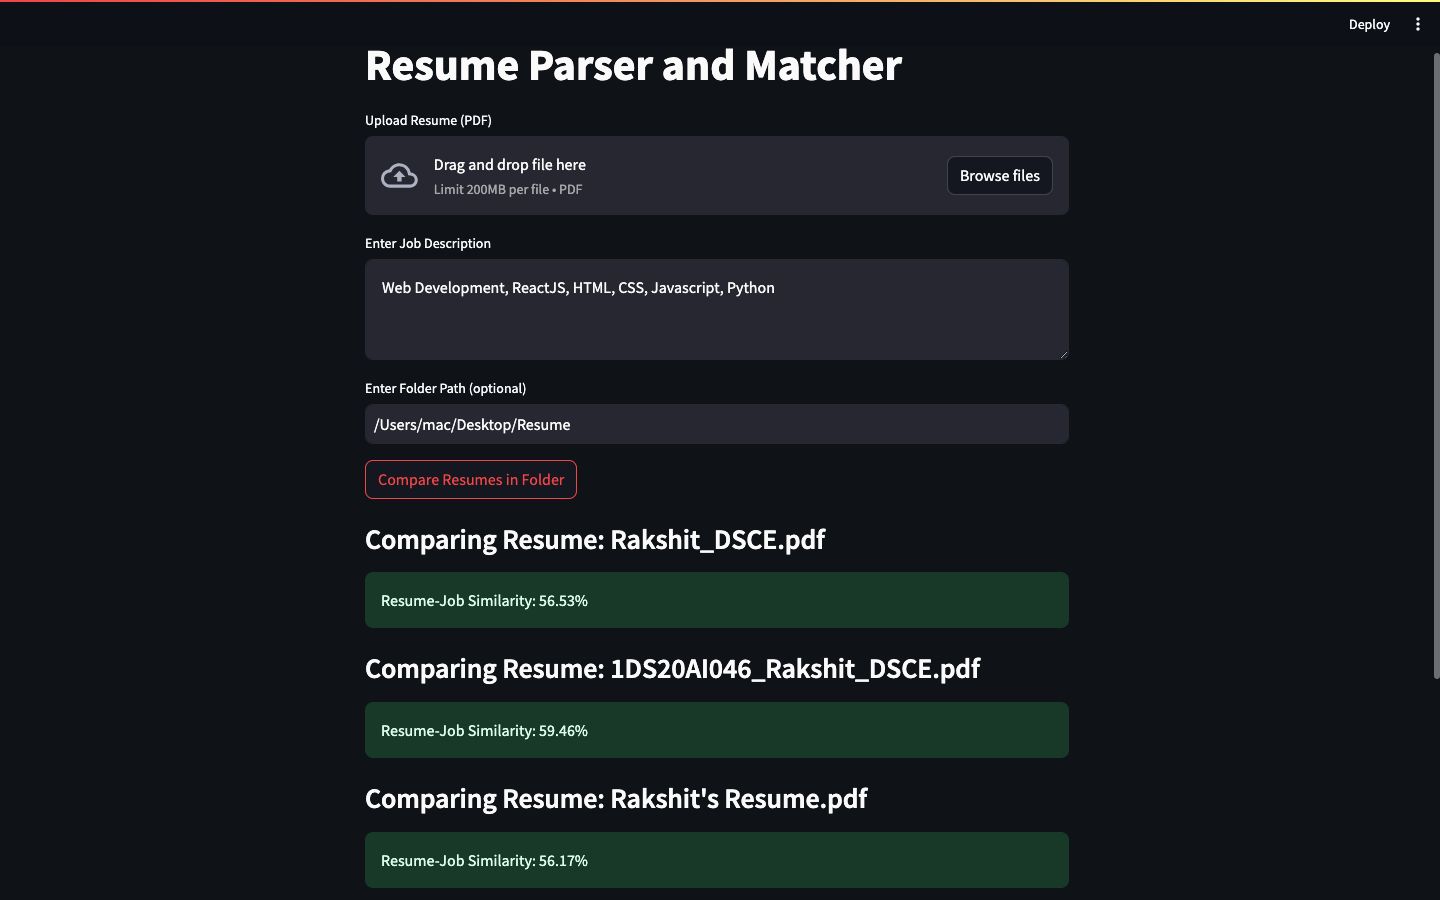 Deploy
Resume Parser and Matcher
Upload Resume (PDF)
Drag and drop file here
Limit 200MB per file • PDF
Browse files
Enter Job Description
Web Development, ReactJS, HTML, CSS, Javascript, Python
Enter Folder Path (optional)
/Users/mac/Desktop/Resume
Compare Resumes in Folder
Comparing Resume: Rakshit_DSCE.pdf
Resume-Job Similarity: 56.53%
Comparing Resume: 1DS20AI046_Rakshit_DSCE.pdf
Resume-Job Similarity: 59.46%
Comparing Resume: Rakshit's Resume.pdf
Resume-Job Similarity: 56.17%